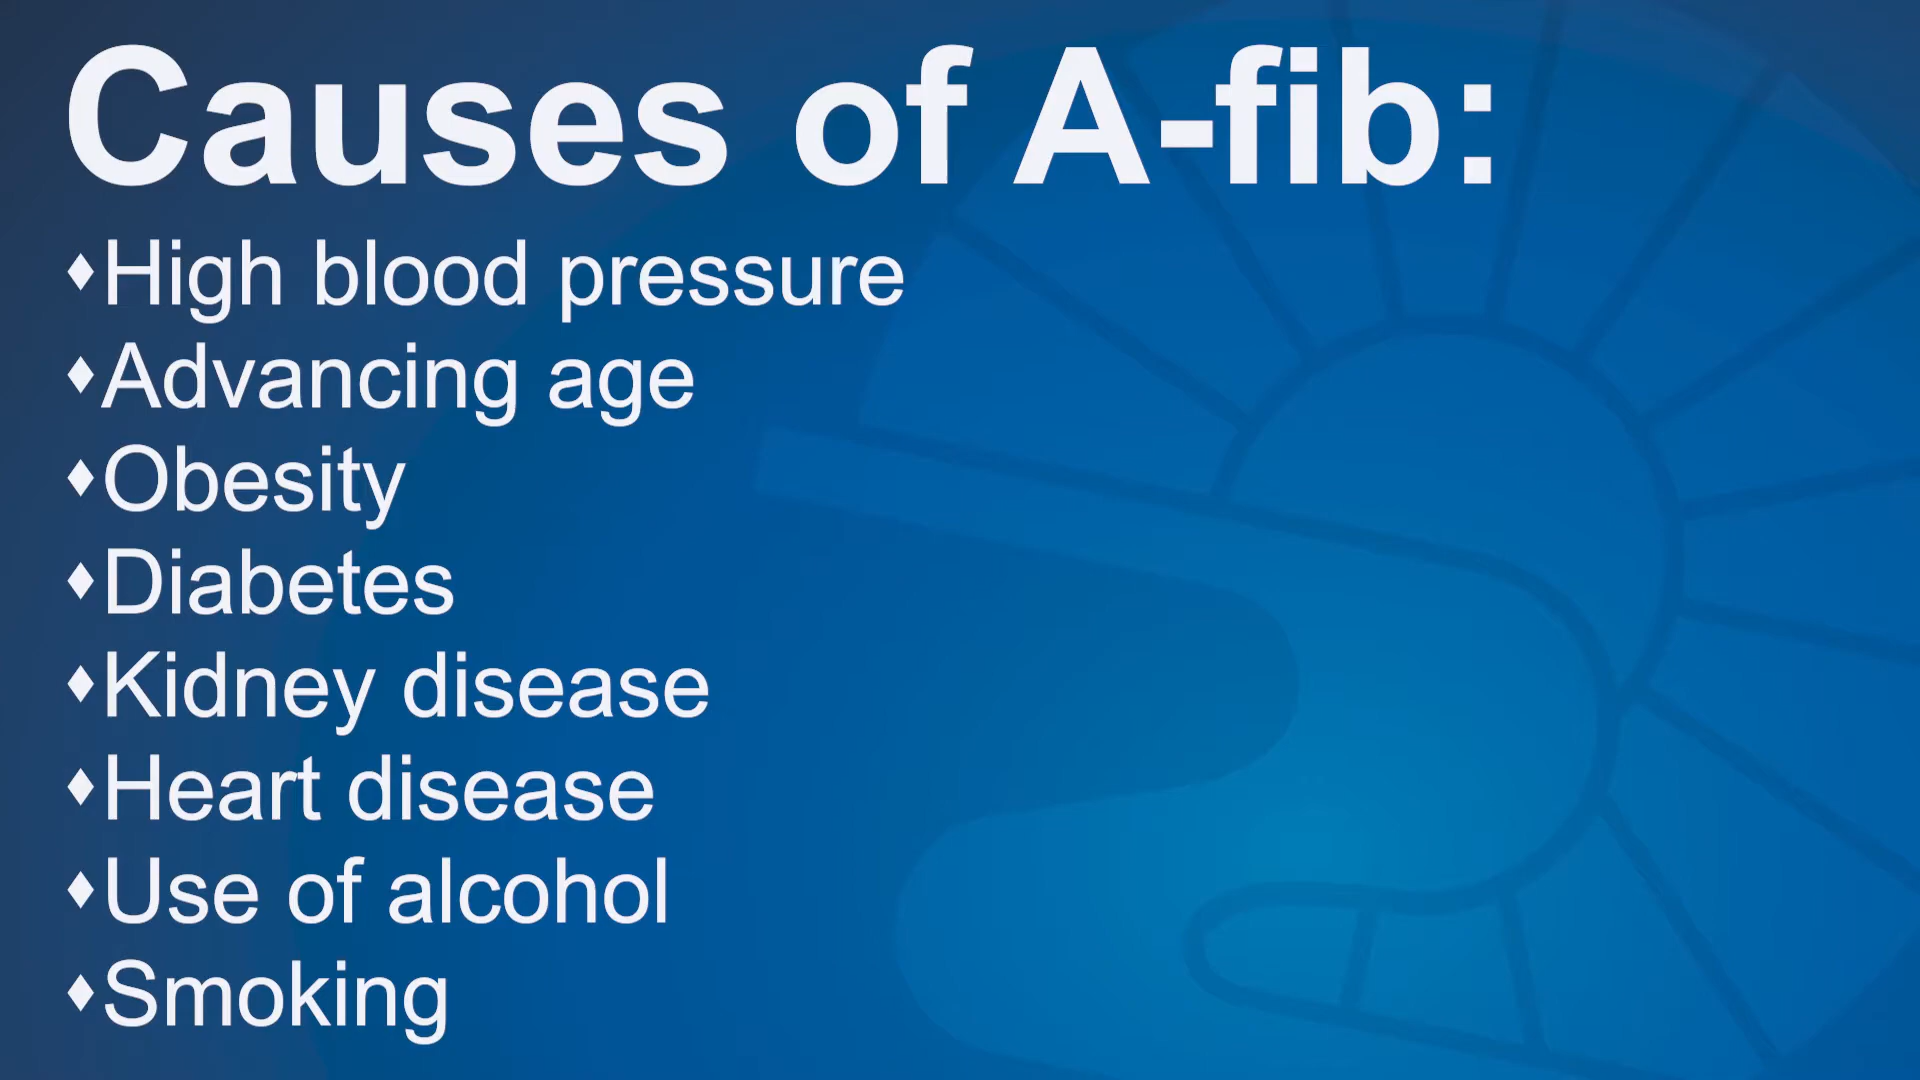 Causes of A-fib:
♦High blood pressure
♦Advancing age
♦Obesity
♦Diabetes
♦Kidney disease
♦Heart disease
♦Use of alcohol
♦Smoking